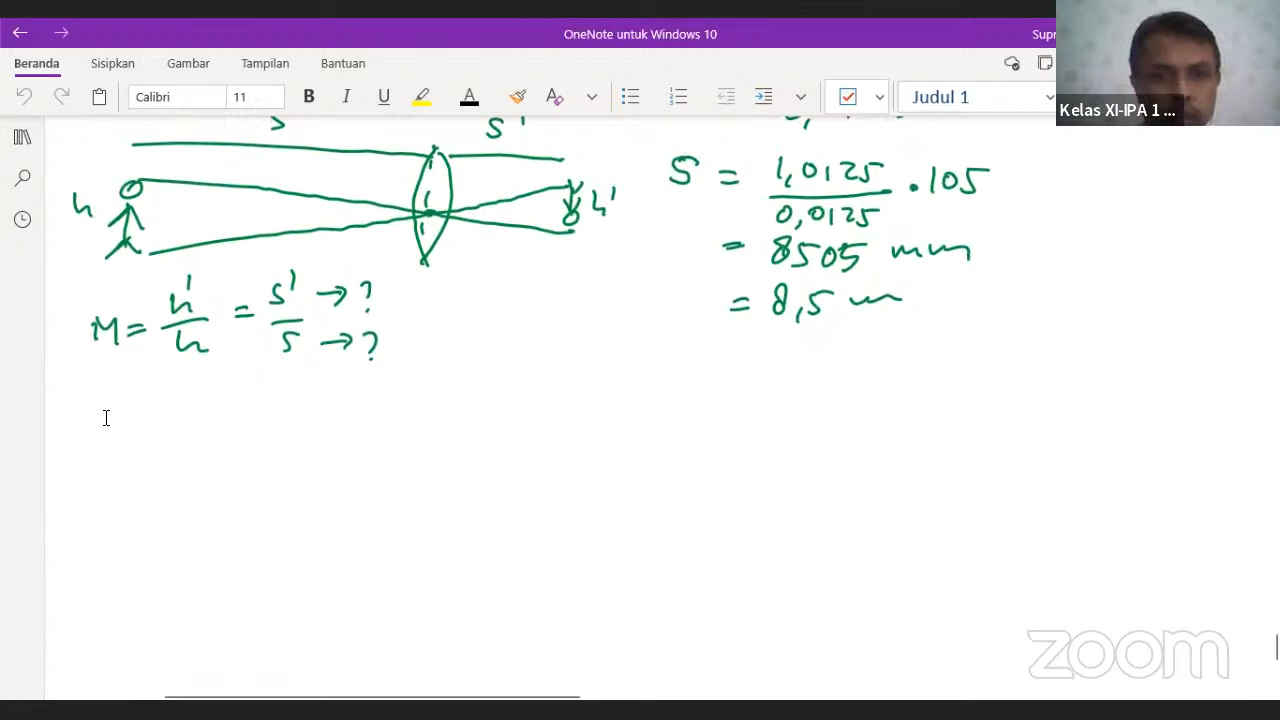 OneNote untuk Windows 10
Supr
Beranda Sisipkan Gambar Tampilan Bantuan
Calibri 11 B I U A Judul 1
Kelas XI-IPA 1 ...
s s'
h h'
M = h'/h = s'/s → ? → ?
S = 1,0125/0,0125 . 105
= 8505 mm
= 8,5 m
zoom